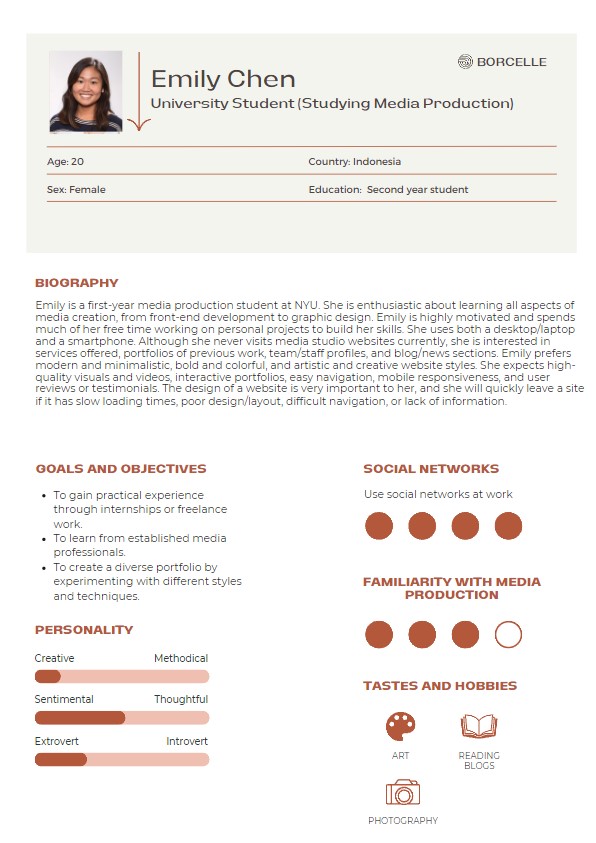 BORCELLE
Emily Chen
University Student (Studying Media Production)
Age: 20
Country: Indonesia
Sex: Female
Education:  Second year student
BIOGRAPHY
Emily is a first-year media production student at NYU. She is enthusiastic about learning all aspects of
media creation, from front-end development to graphic design. Emily is highly motivated and spends
much of her free time working on personal projects to build her skills. She uses both a desktop/laptop
and a smartphone. Although she never visits media studio websites currently, she is interested in
services offered, portfolios of previous work, team/staff profiles, and blog/news sections. Emily prefers
modern and minimalistic, bold and colorful, and artistic and creative website styles. She expects high-
quality visuals and videos, interactive portfolios, easy navigation, mobile responsiveness, and user
reviews or testimonials. The design of a website is very important to her, and she will quickly leave a site
if it has slow loading times, poor design/layout, difficult navigation, or lack of information.
GOALS AND OBJECTIVES
• To gain practical experience
through internships or freelance
work.
• To learn from established media
professionals.
• To create a diverse portfolio by
experimenting with different styles
and techniques.
PERSONALITY
Creative
Methodical
Sentimental
Thoughtful
Extrovert
Introvert
SOCIAL NETWORKS
Use social networks at work
FAMILIARITY WITH MEDIA
PRODUCTION
TASTES AND HOBBIES
ART
READING
BLOGS
PHOTOGRAPHY